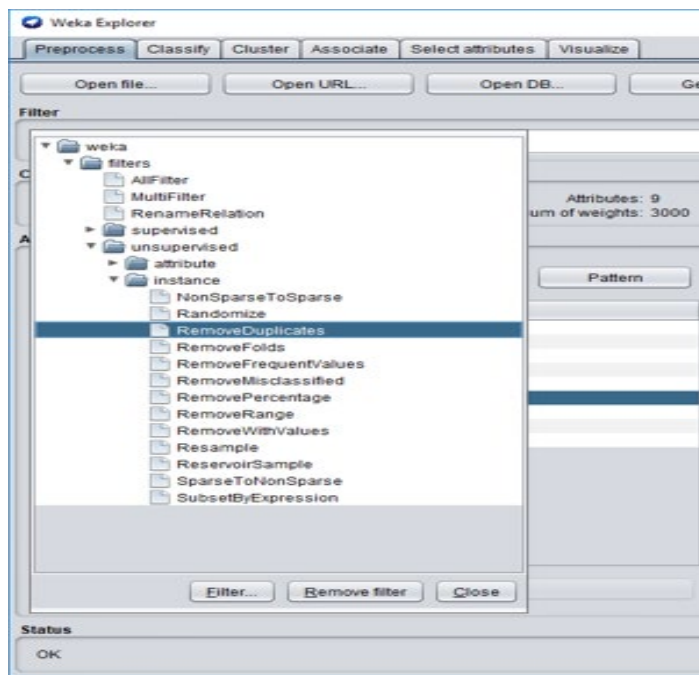 Weka Explorer
Preprocess Classify Cluster Associate Select attributes Visualize
Open file... Open URL... Open DB... Ge
Filter
weka
filters
AllFilter
MultiFilter
RenameRelation
supervised
unsupervised
attribute
instance
NonSparseToSparse
Randomize
RemoveDuplicates
RemoveFolds
RemoveFrequentValues
RemoveMisclassified
RemovePercentage
RemoveRange
RemoveWithValues
Resample
ReservoirSample
SparseToNonSparse
SubsetByExpression
Filter... Remove filter Close
C
A
Attributes: 9
um of weights: 3000
Pattern
Status
OK